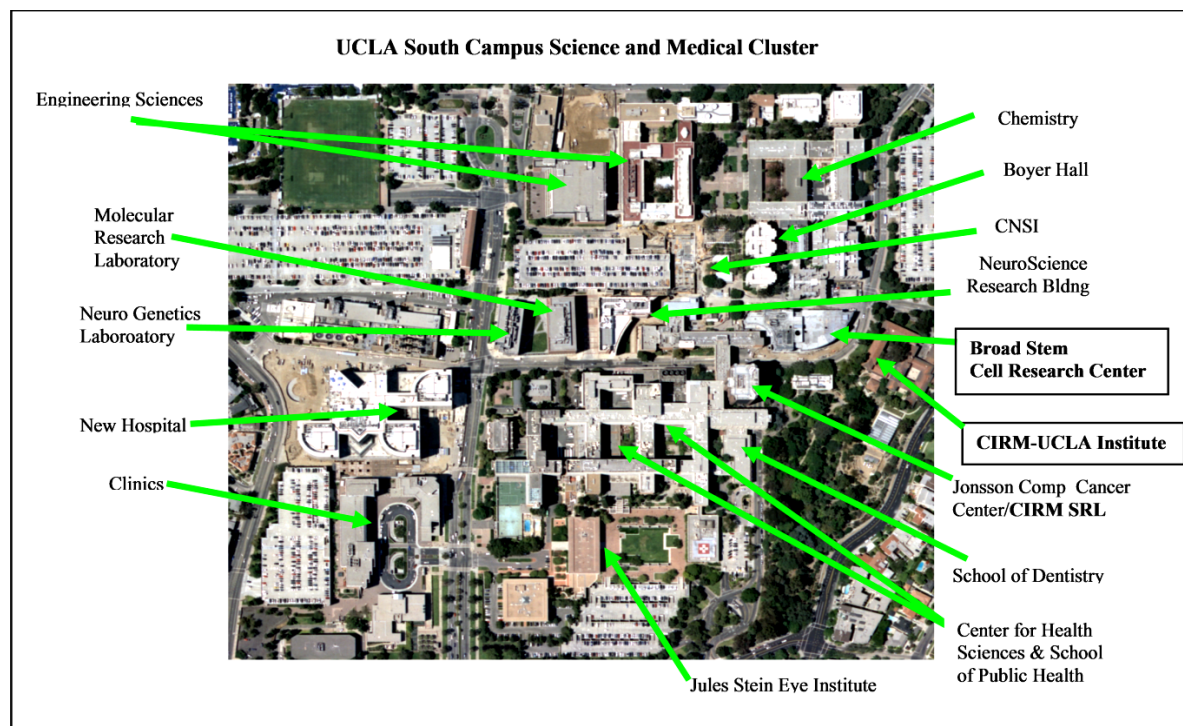 UCLA South Campus Science and Medical Cluster
Engineering Sciences
Molecular
Research
Laboratory
Neuro Genetics
Laboroatory
New Hospital
Clinics
Chemistry
Boyer Hall
CNSI
NeuroScience
Research Bldng
Broad Stem
Cell Research Center
CIRM-UCLA Institute
Jonsson Comp Cancer
Center/CIRM SRL
School of Dentistry
Center for Health
Sciences & School
of Public Health
Jules Stein Eye Institute